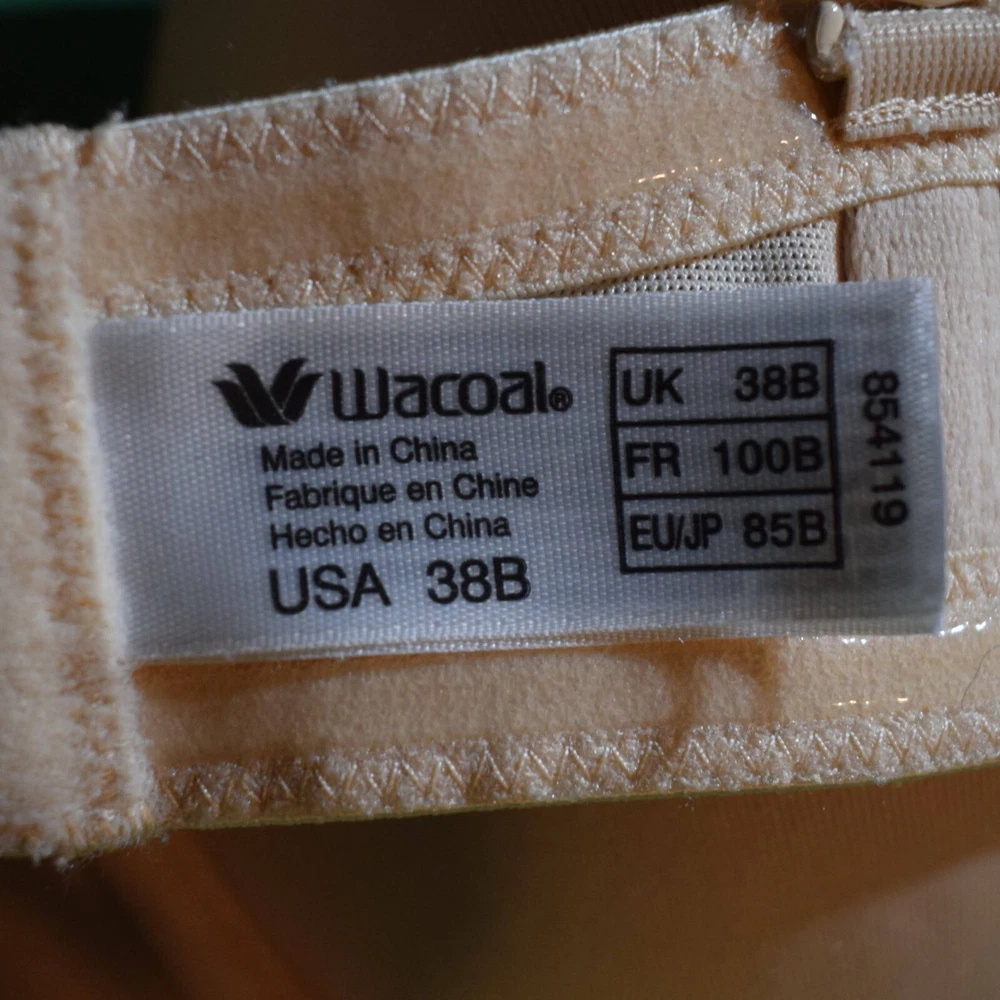 Wacoal®
Made in China
Fabrique en Chine
Hecho en China
USA 38B
UK 38B
FR 100B
EU/JP 85B
854119